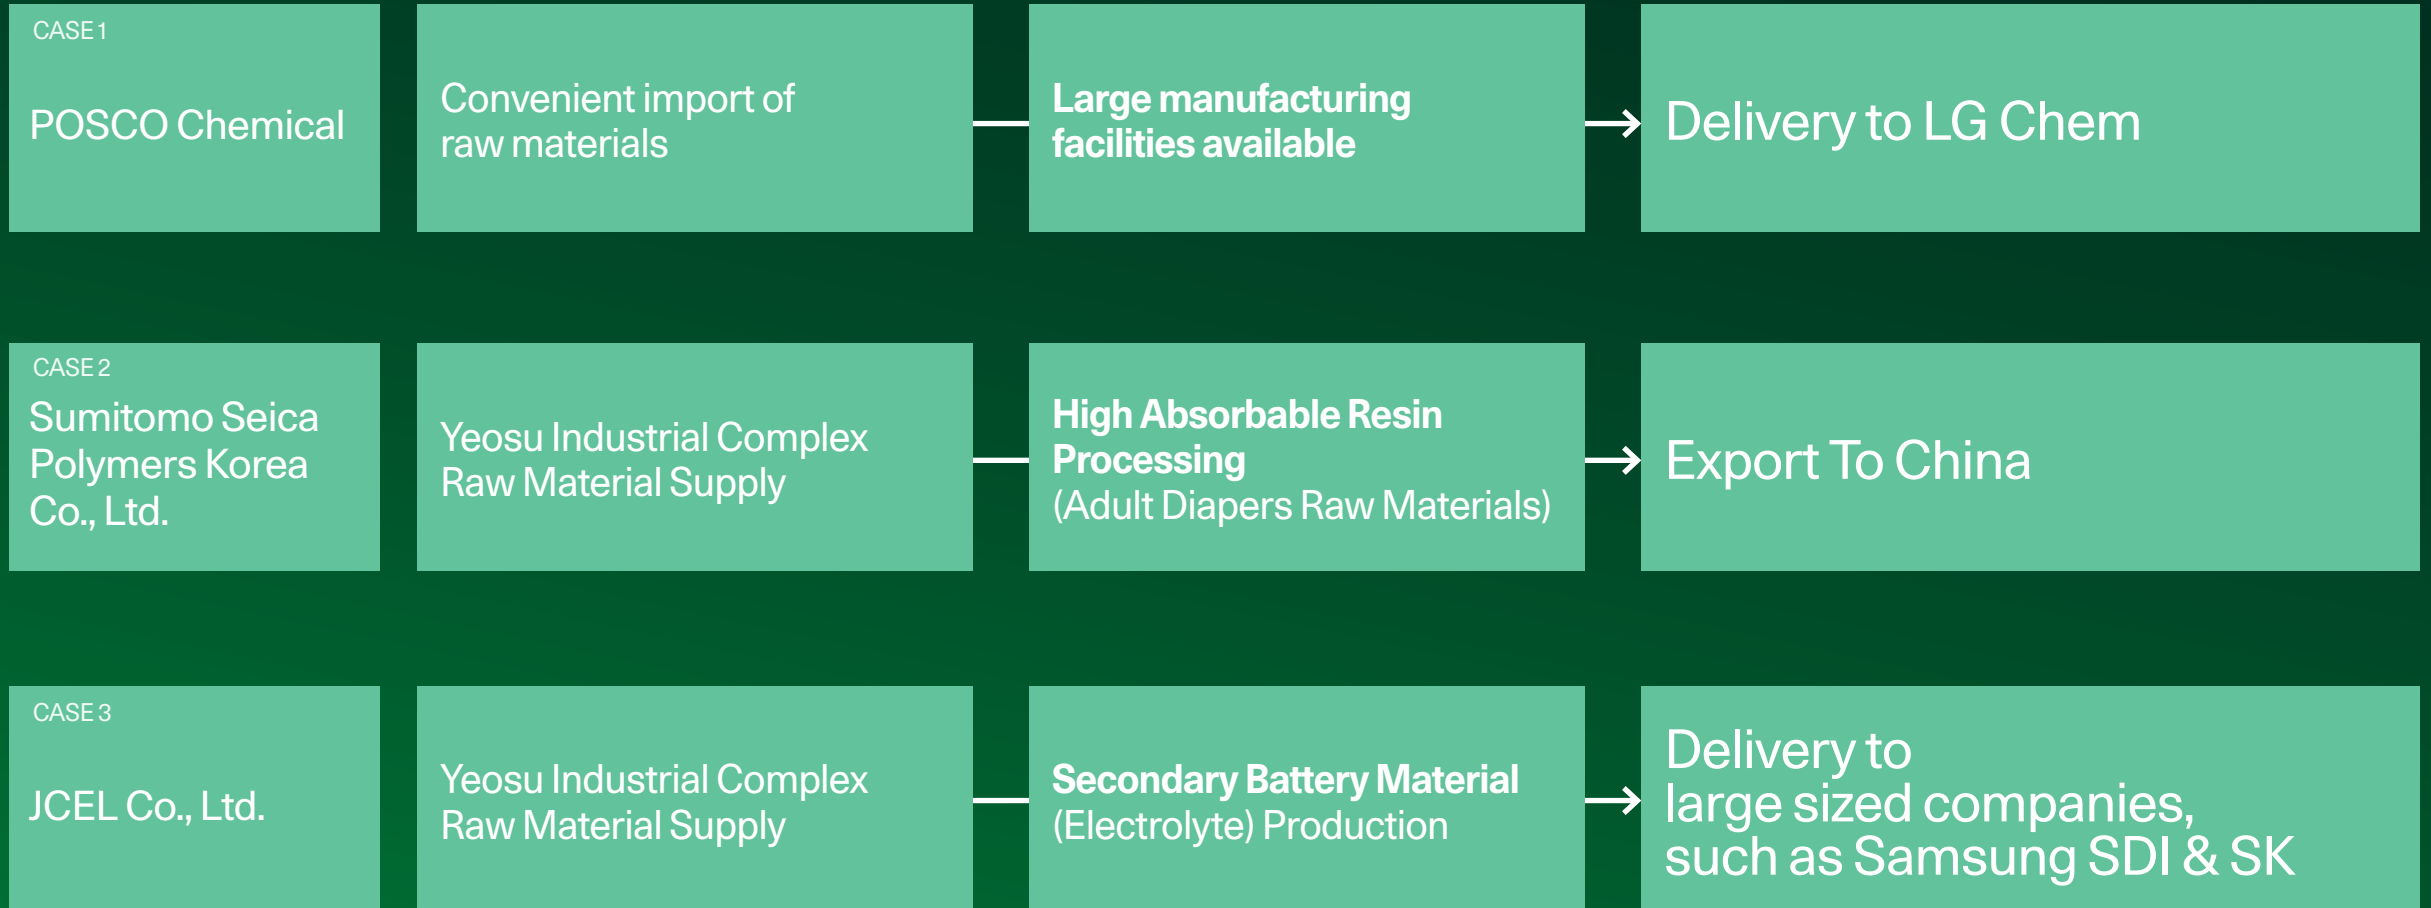 CASE 1
POSCO Chemical
Convenient import of
raw materials
Large manufacturing
facilities available
Delivery to LG Chem
CASE 2
Sumitomo Seica
Polymers Korea
Co., Ltd.
Yeosu Industrial Complex
Raw Material Supply
High Absorbable Resin
Processing
(Adult Diapers Raw Materials)
Export To China
CASE 3
JCEL Co., Ltd.
Yeosu Industrial Complex
Raw Material Supply
Secondary Battery Material
(Electrolyte) Production
Delivery to
large sized companies,
such as Samsung SDI & SK